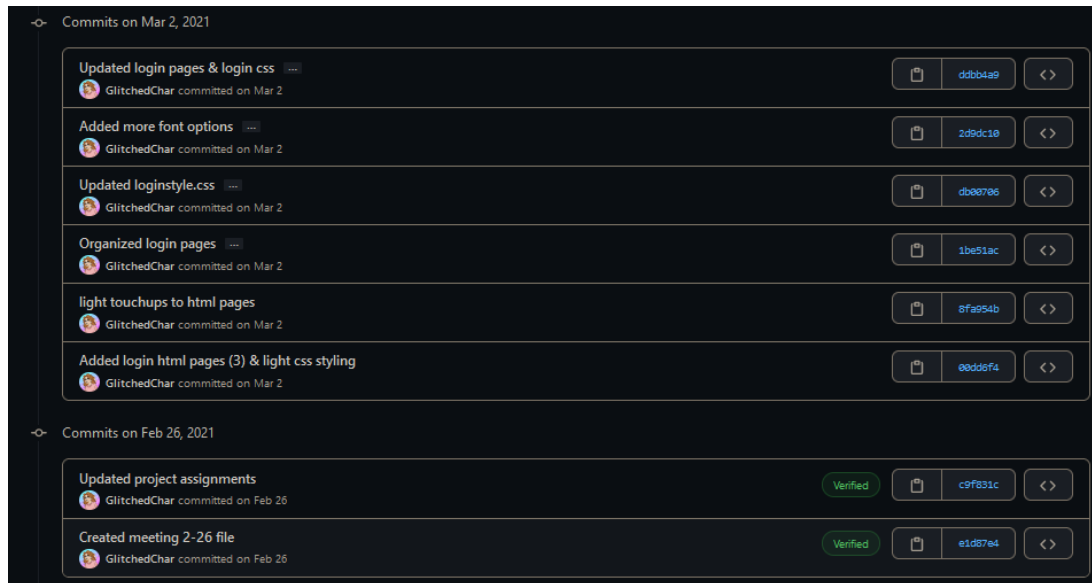 Commits on Mar 2, 2021
Updated login pages & login css ...
GlitchedChar committed on Mar 2
ddbb4a9
Added more font options ...
GlitchedChar committed on Mar 2
2d9dc10
Updated loginstyle.css ...
GlitchedChar committed on Mar 2
db00706
Organized login pages ...
GlitchedChar committed on Mar 2
1be51ac
light touchups to html pages
GlitchedChar committed on Mar 2
8fa954b
Added login html pages (3) & light css styling
GlitchedChar committed on Mar 2
00dd8f4
Commits on Feb 26, 2021
Updated project assignments
GlitchedChar committed on Feb 26
Verified
c9f831c
Created meeting 2-26 file
GlitchedChar committed on Feb 26
Verified
e1d87e4